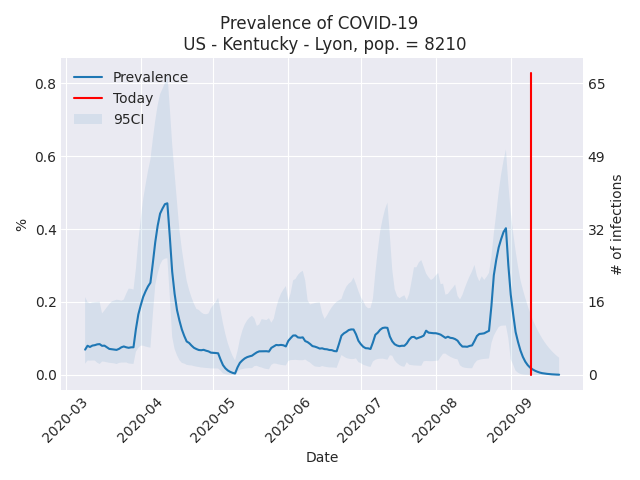 Prevalence of COVID-19
US - Kentucky - Lyon, pop. = 8210
Prevalence
Today
95CI
0.8
0.6
0.4
0.2
0.0
%
65
49
32
16
0
# of infections
2020-03
2020-04
2020-05
2020-06
2020-07
2020-08
2020-09
Date